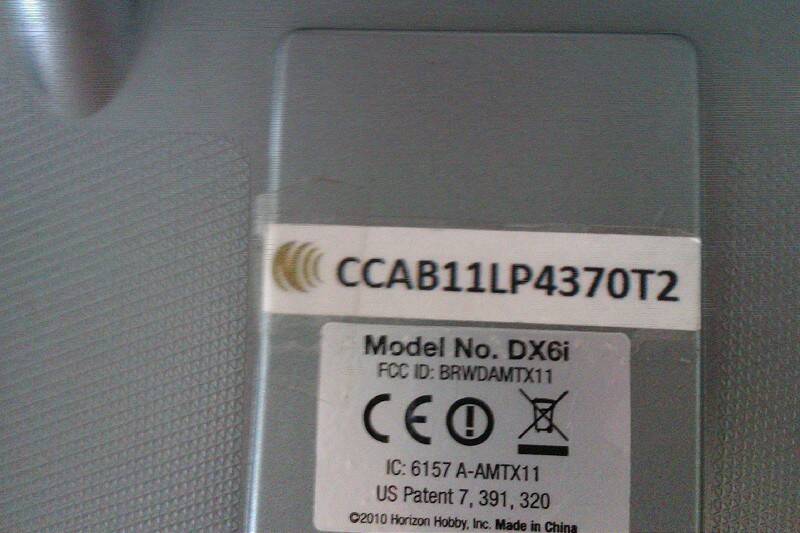 CCAB11LP4370T2
Model No. DX6i
FCC ID: BRWDAMTX11
CE
IC: 6157 A-AMTX11
US Patent 7, 391, 320
©2010 Horizon Hobby, Inc. Made in China